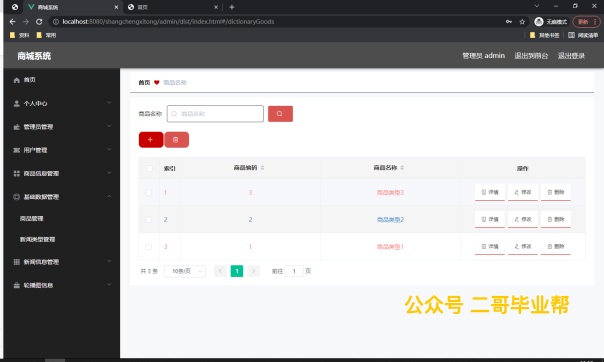 商城系统
首页
localhost:8080/shangchengxitong/admin/dist/index.html#/dictionaryGoods
无痕模式
更新
资料
常用
其他书签
阅读清单
商城系统
管理员 admin
退出到前台
退出登录
首页
个人中心
管理员管理
用户管理
商品信息管理
基础数据管理
商品管理
新闻类型管理
新闻信息管理
轮播图信息
首页 商品名称
商品名称 商品名称
索引 商品编码 商品名称 操作
1 3 商品类型3 详情 修改 删除
2 2 商品类型2 详情 修改 删除
3 1 商品类型1 详情 修改 删除
共 3 条 10条/页 1 前往 1 页
公众号 二哥毕业帮